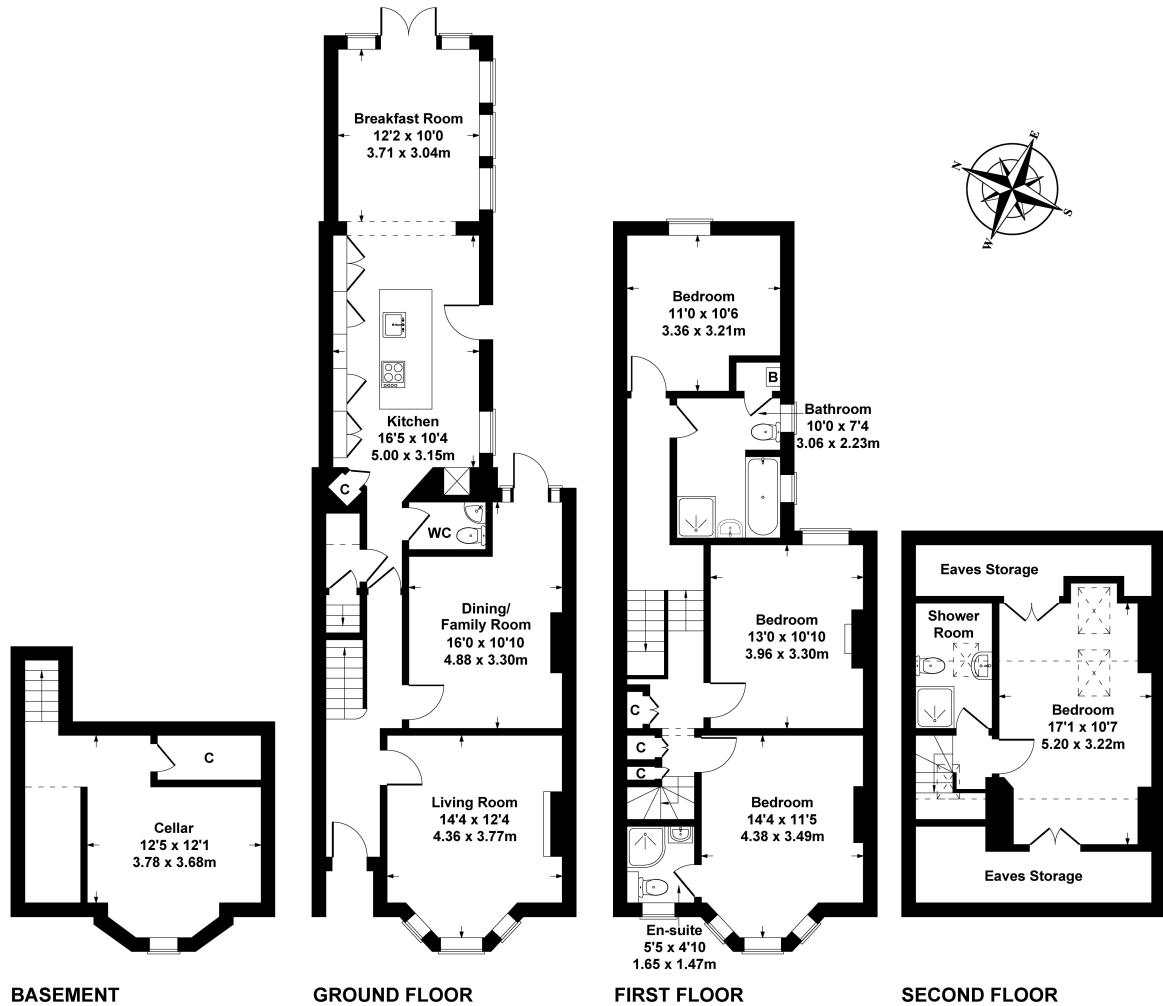 Breakfast Room
12'2 x 10'0
3.71 x 3.04m
N
E
S
W
Kitchen
16'5 x 10'4
5.00 x 3.15m
C
WC
Dining/
Family Room
16'0 x 10'10
4.88 x 3.30m
Living Room
14'4 x 12'4
4.36 x 3.77m
Bedroom
11'0 x 10'6
3.36 x 3.21m
B
Bathroom
10'0 x 7'4
3.06 x 2.23m
Bedroom
13'0 x 10'10
3.96 x 3.30m
C
C
C
Bedroom
14'4 x 11'5
4.38 x 3.49m
En-suite
5'5 x 4'10
1.65 x 1.47m
Eaves Storage
Shower
Room
Bedroom
17'1 x 10'7
5.20 x 3.22m
Eaves Storage
C
Cellar
12'5 x 12'1
3.78 x 3.68m
BASEMENT
GROUND FLOOR
FIRST FLOOR
SECOND FLOOR